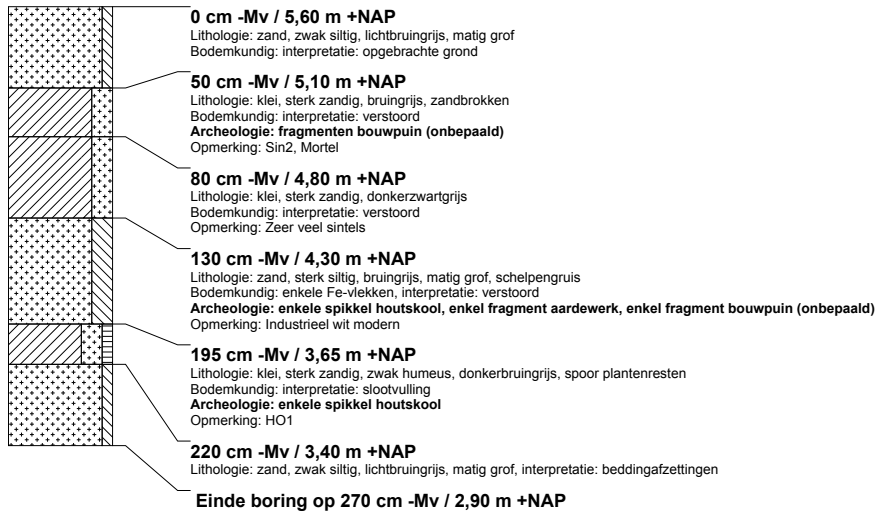 0 cm -Mv / 5,60 m +NAP
Lithologie: zand, zwak siltig, lichtbruingrijs, matig grof
Bodemkundig: interpretatie: opgebrachte grond
50 cm -Mv / 5,10 m +NAP
Lithologie: klei, sterk zandig, bruingrijs, zandbrokken
Bodemkundig: interpretatie: verstoord
Archeologie: fragmenten bouwpuin (onbepaald)
Opmerking: Sin2, Mortel
80 cm -Mv / 4,80 m +NAP
Lithologie: klei, sterk zandig, donkerzwartgrijs
Bodemkundig: interpretatie: verstoord
Opmerking: Zeer veel sintels
130 cm -Mv / 4,30 m +NAP
Lithologie: zand, sterk siltig, bruingrijs, matig grof, schelpengruis
Bodemkundig: enkele Fe-vlekken, interpretatie: verstoord
Archeologie: enkele spikkel houtskool, enkel fragment aardewerk, enkel fragment bouwpuin (onbepaald)
Opmerking: Industrieel wit modern
195 cm -Mv / 3,65 m +NAP
Lithologie: klei, sterk zandig, zwak humeus, donkerbruingrijs, spoor plantenresten
Bodemkundig: interpretatie: slootvulling
Archeologie: enkele spikkel houtskool
Opmerking: HO1
220 cm -Mv / 3,40 m +NAP
Lithologie: zand, zwak siltig, lichtbruingrijs, matig grof, interpretatie: beddingafzettingen
Einde boring op 270 cm -Mv / 2,90 m +NAP